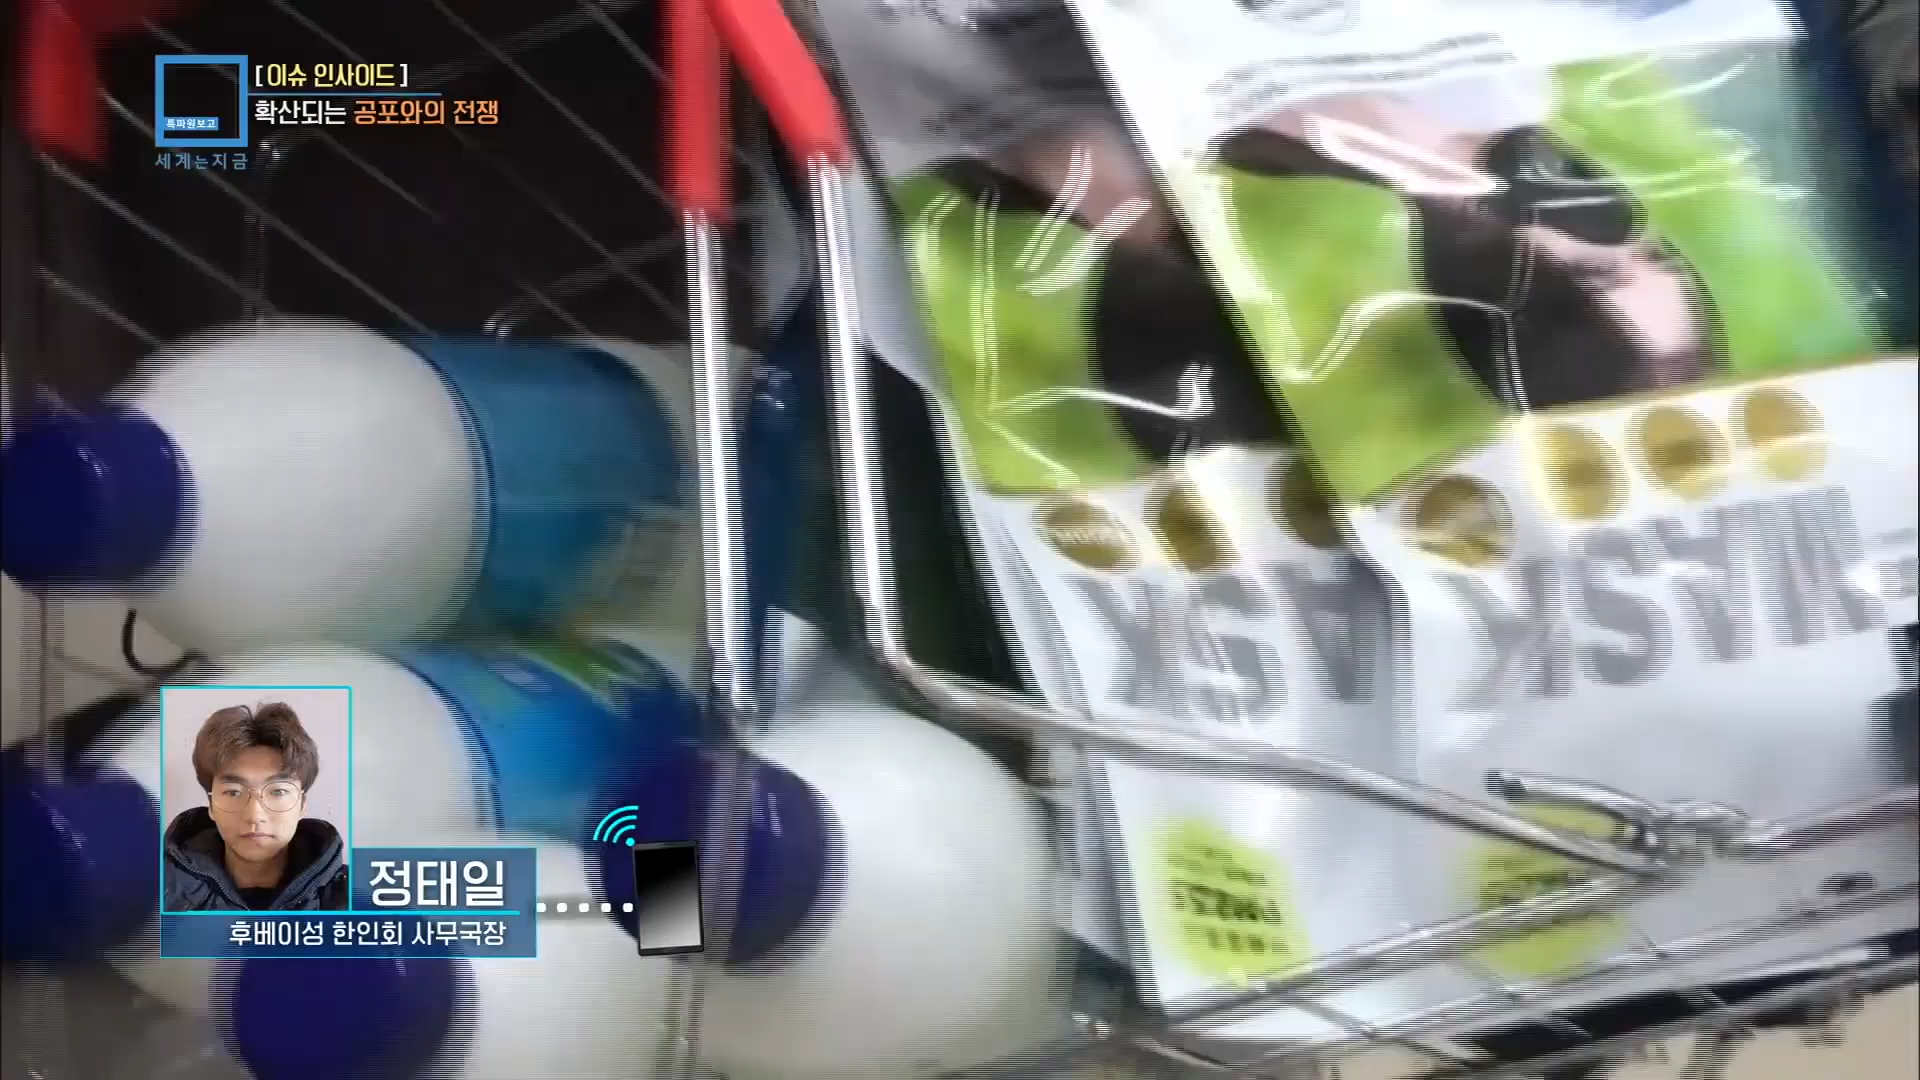 [이슈 인사이드]
확산되는 공포와의 전쟁
특파원보고
세계는지금
MASK
MASK
정태일
후베이성 한인회 사무국장